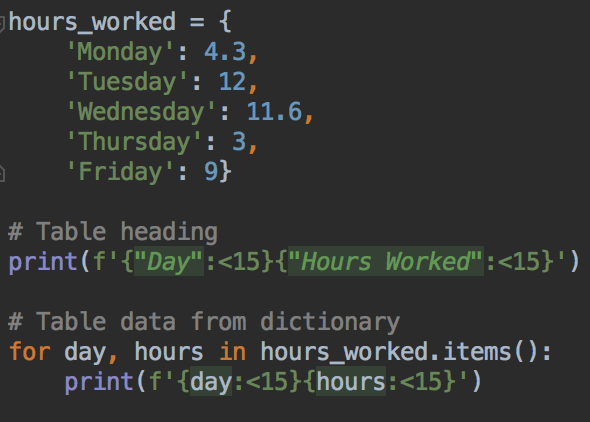 hours_worked = {
    'Monday': 4.3,
    'Tuesday': 12,
    'Wednesday': 11.6,
    'Thursday': 3,
    'Friday': 9}
# Table heading
print(f'{"Day":<15}{"Hours Worked":<15}')
# Table data from dictionary
for day, hours in hours_worked.items():
    print(f'{day:<15}{hours:<15}')